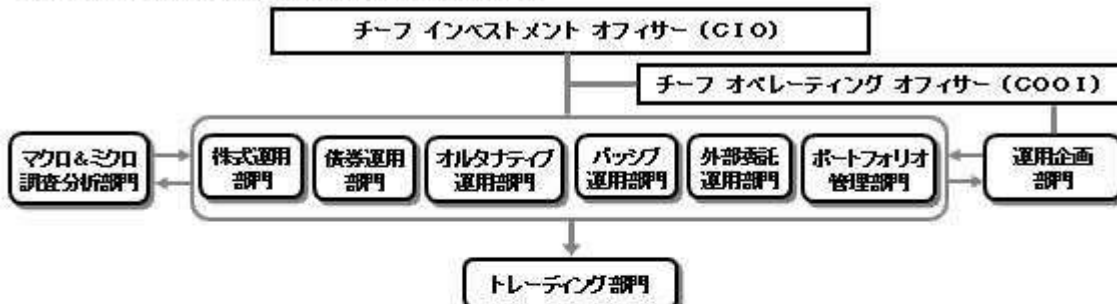 チーフ インベストメント オフィサー (CIO)
チーフ オペレーティング オフィサー (COOI)
マクロ&ミクロ
調査分析部門
株式運用
部門
債券運用
部門
オルタナティブ
運用部門
パッシブ
運用部門
外部委託
運用部門
ポートフォリオ
管理部門
運用企画
部門
トレーディング部門